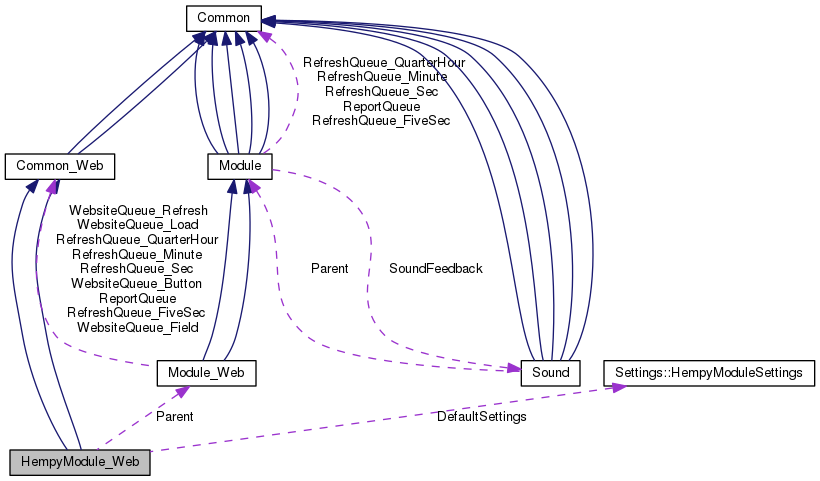 Common
RefreshQueue_QuarterHour
RefreshQueue_Minute
RefreshQueue_Sec
ReportQueue
RefreshQueue_FiveSec
Common_Web
Module
WebsiteQueue_Refresh
WebsiteQueue_Load
RefreshQueue_QuarterHour
RefreshQueue_Minute
RefreshQueue_Sec
WebsiteQueue_Button
ReportQueue
RefreshQueue_FiveSec
WebsiteQueue_Field
Parent
SoundFeedback
Module_Web
Sound
Settings::HempyModuleSettings
Parent
DefaultSettings
HempyModule_Web